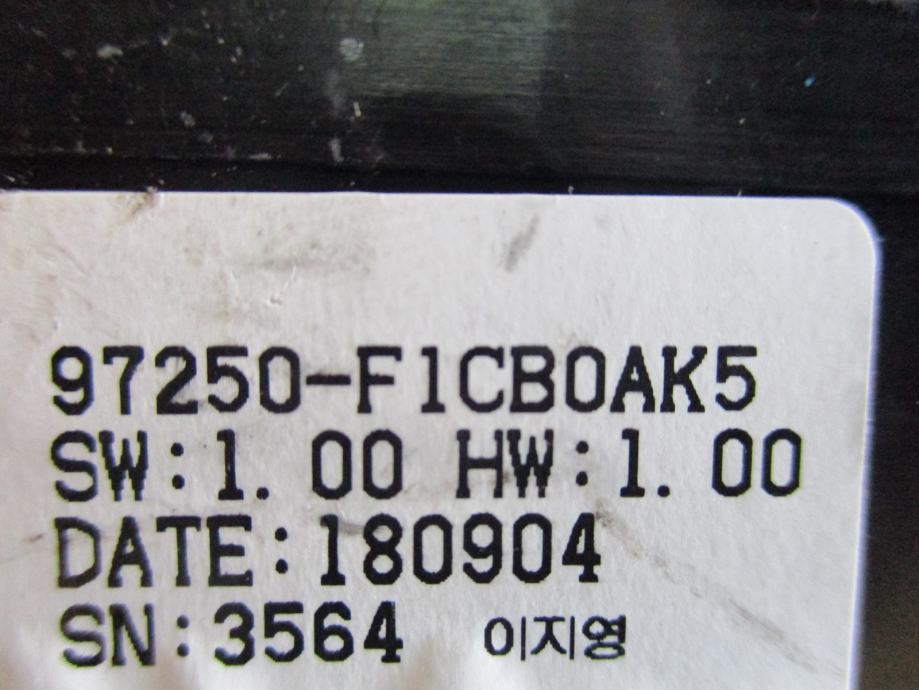 97250-F1CB0AK5
SW:1.00 HW:1.00
DATE:180904
SN:3564 이지영